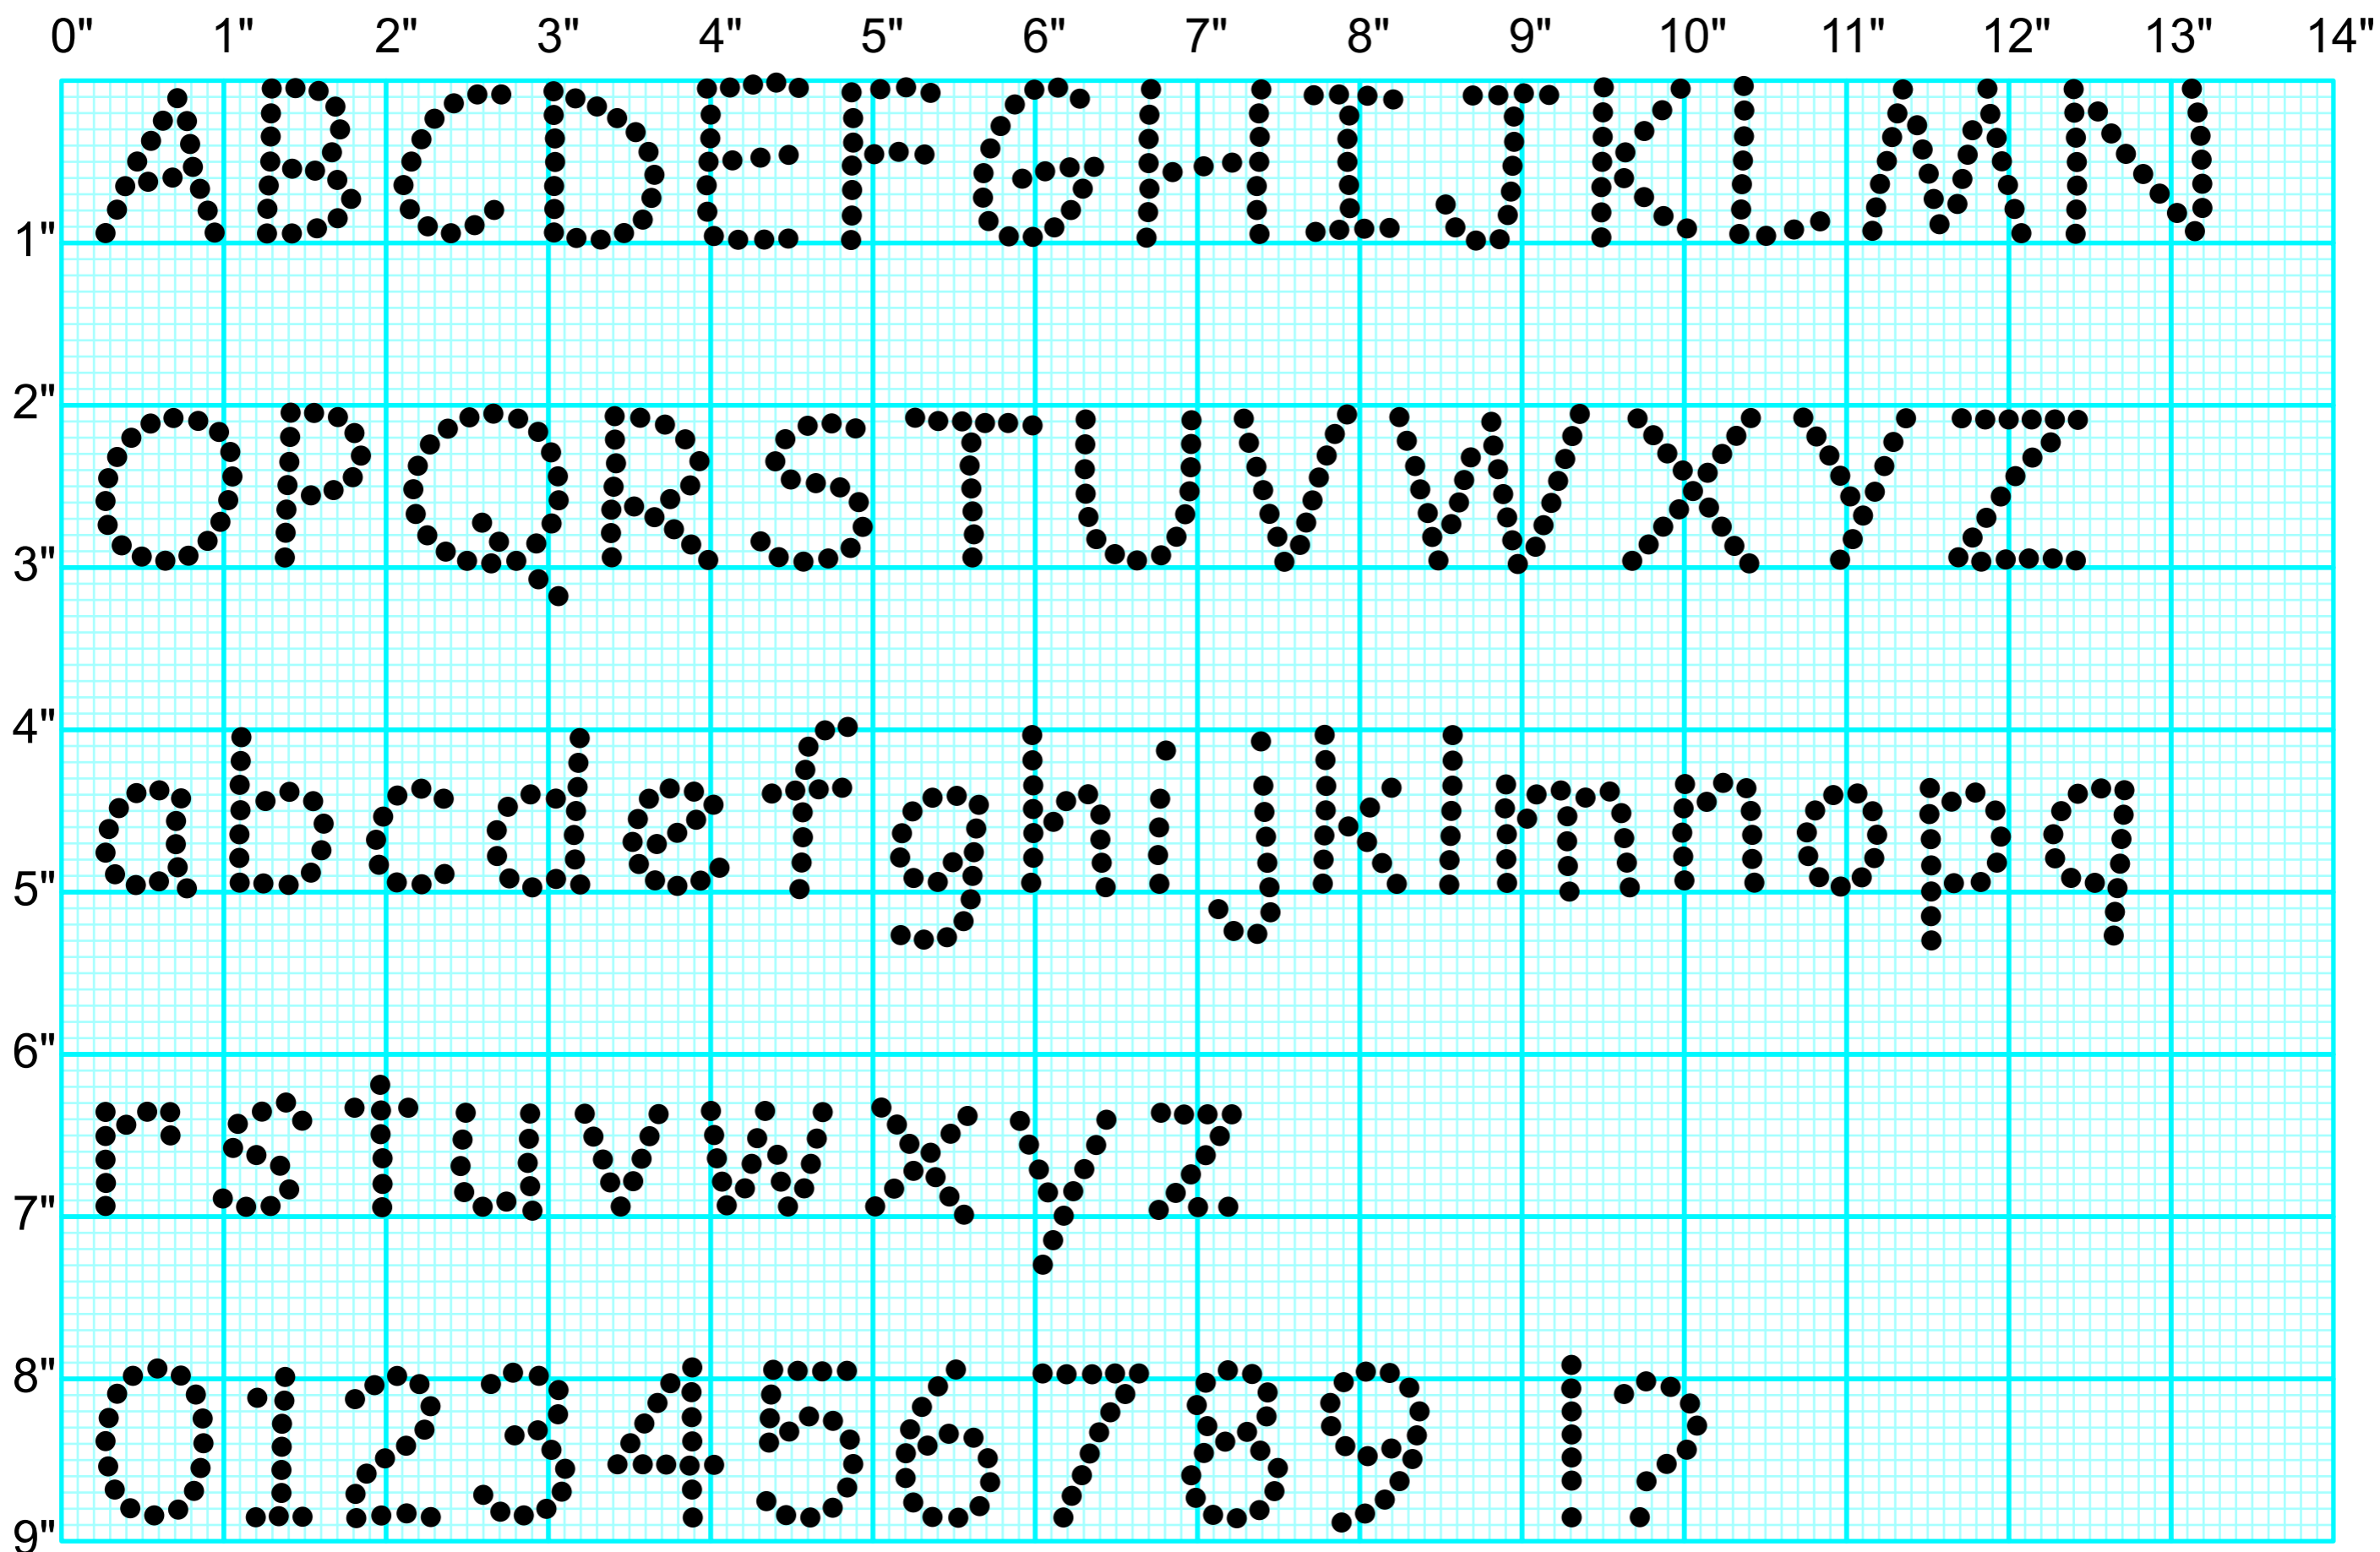 0" 1" 2" 3" 4" 5" 6" 7" 8" 9" 10" 11" 12" 13" 14"
ABCDEFGHIJKLMN
1"
2"
OPQRSTUVWXYZ
3"
4"
abcdefghijklmnopq
5"
6"
rstuvwxyz
7"
8"
0123456789 !?
9"